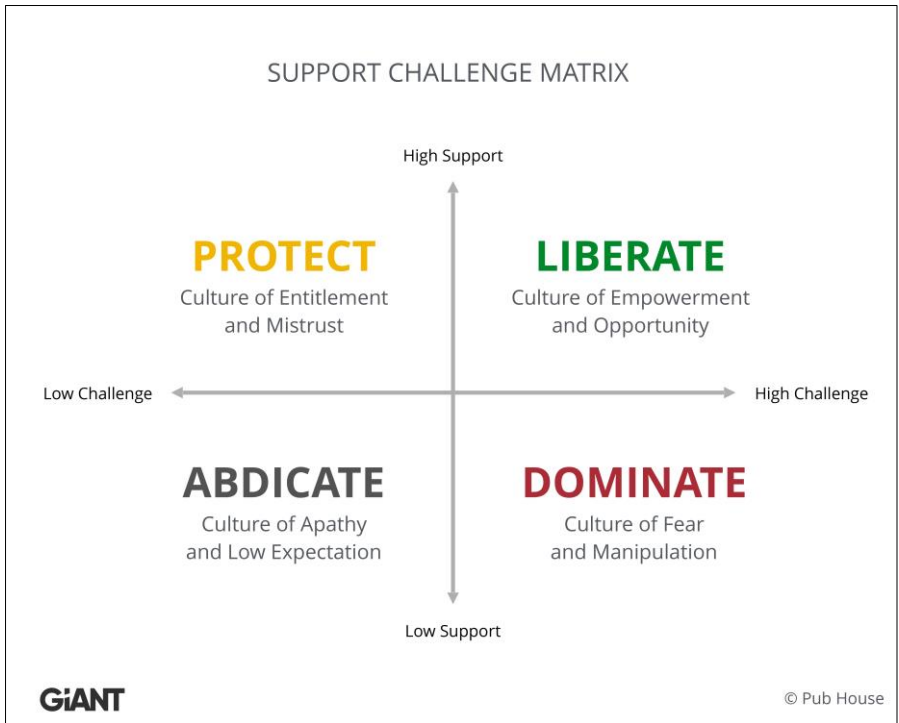 SUPPORT CHALLENGE MATRIX
High Support
PROTECT
Culture of Entitlement
and Mistrust
LIBERATE
Culture of Empowerment
and Opportunity
Low Challenge
High Challenge
ABDICATE
Culture of Apathy
and Low Expectation
DOMINATE
Culture of Fear
and Manipulation
Low Support
GiANT
© Pub House